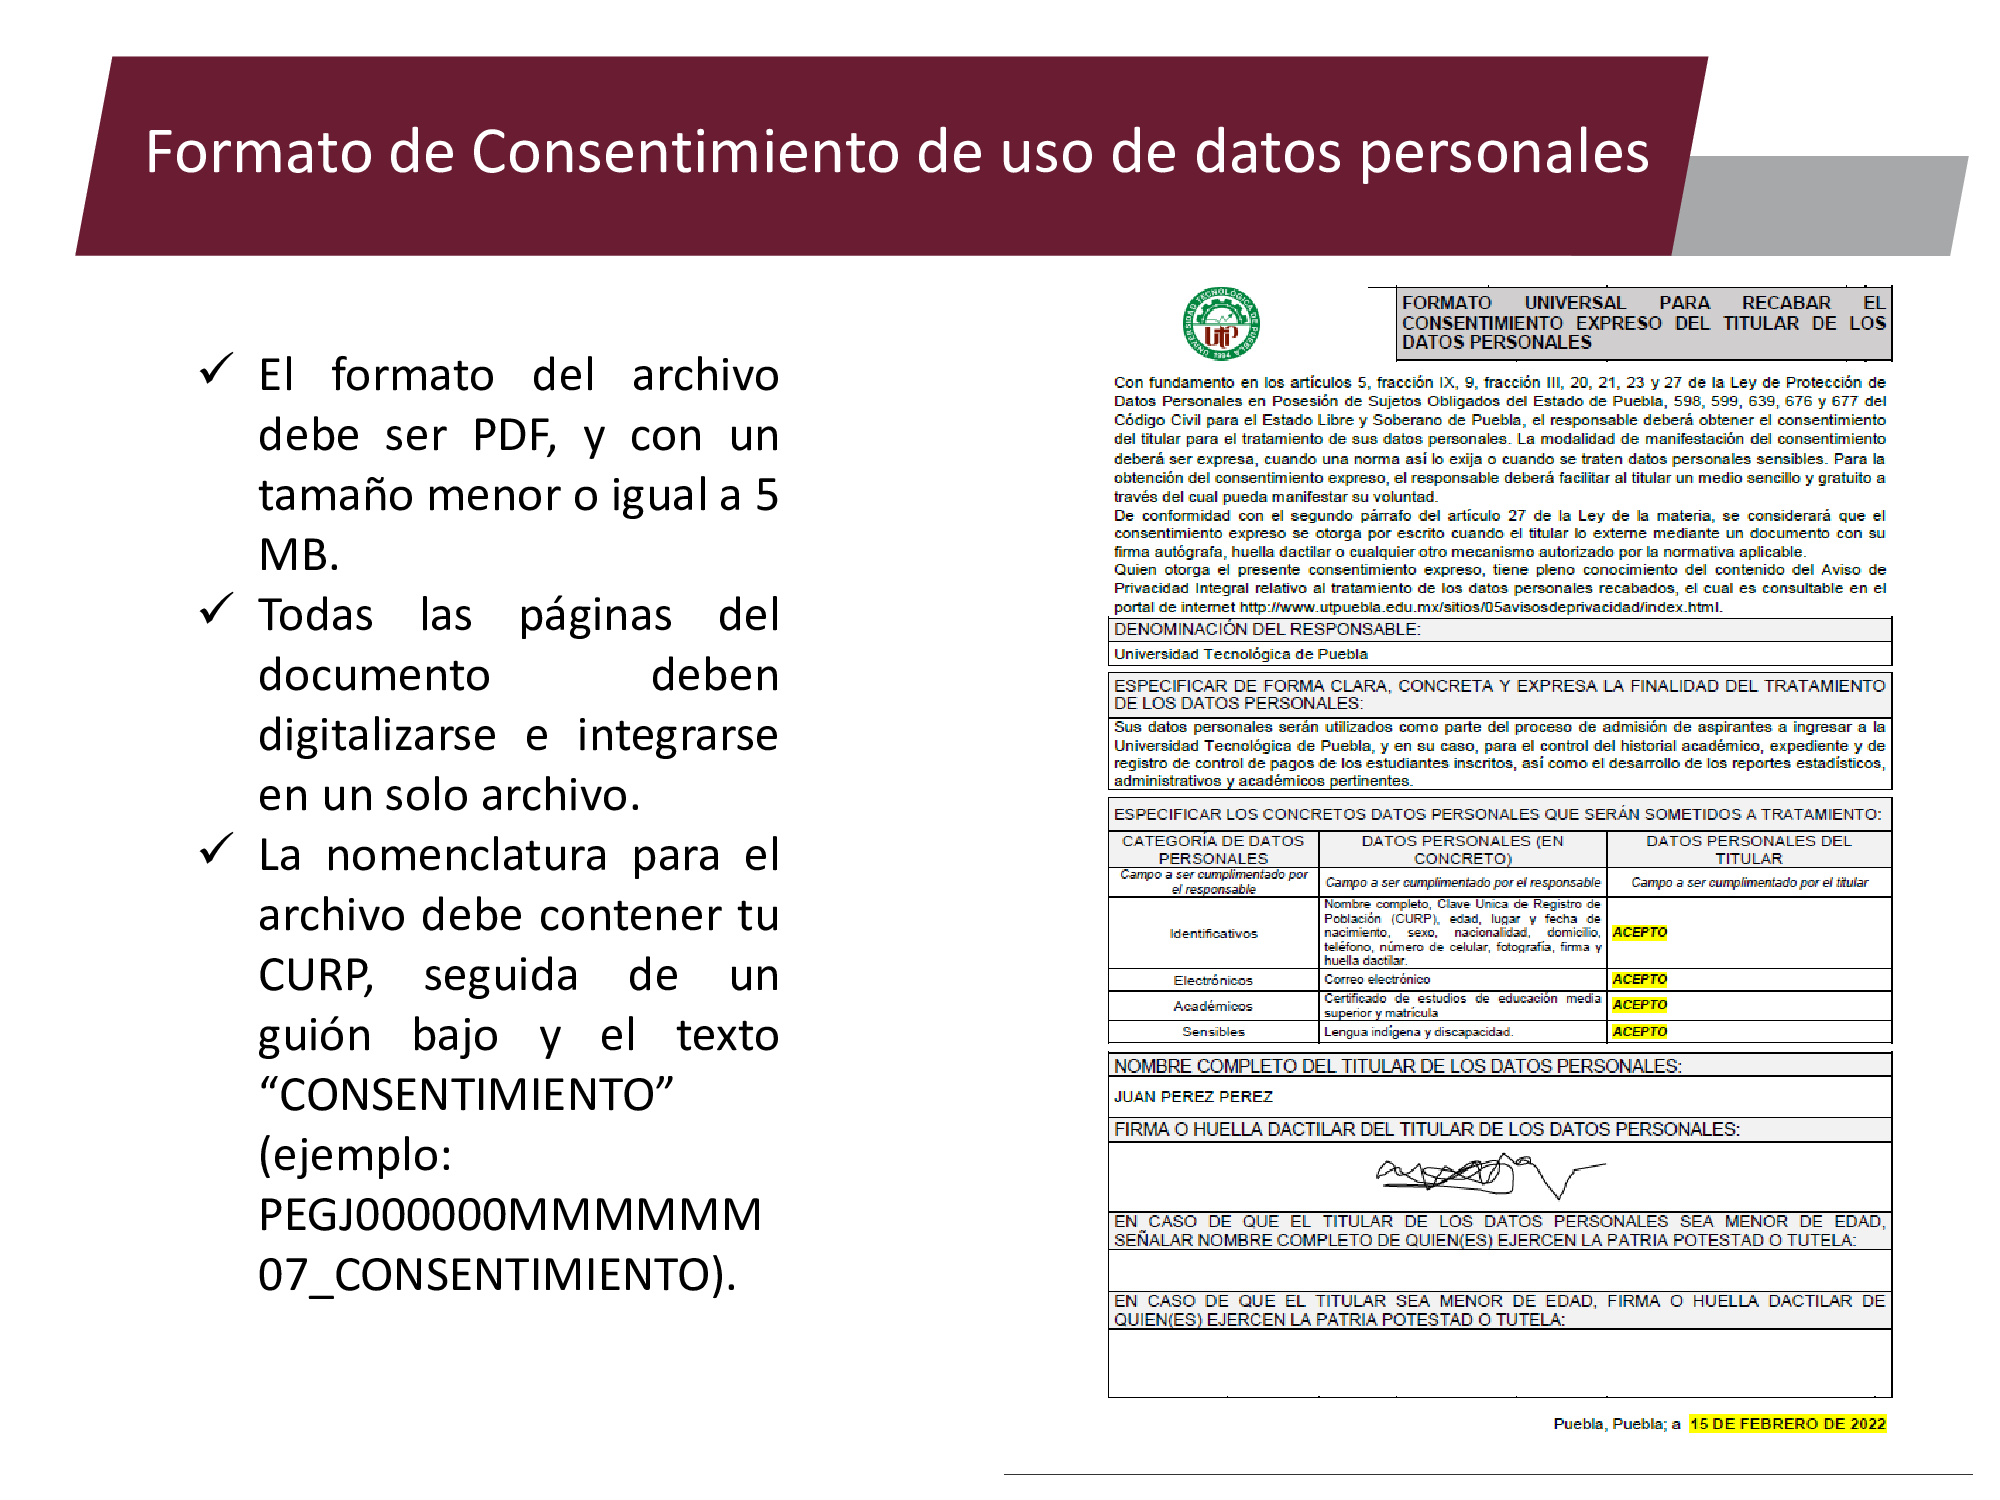 Formato de Consentimiento de uso de datos personales
✓ El formato del archivo
debe ser PDF, y con un
tamaño menor o igual a 5
MB.
✓ Todas las páginas del
documento deben
digitalizarse e integrarse
en un solo archivo.
✓ La nomenclatura para el
archivo debe contener tu
CURP, seguida de un
guión bajo y el texto
“CONSENTIMIENTO”
(ejemplo:
PEGJ000000MMMMMM
07_CONSENTIMIENTO).
UNIVERSIDAD TECNOLÓGICA DE PUEBLA
UTP
1994
FORMATO UNIVERSAL PARA RECABAR EL
CONSENTIMIENTO EXPRESO DEL TITULAR DE LOS
DATOS PERSONALES
Con fundamento en los artículos 5, fracción IX, 9, fracción III, 20, 21, 23 y 27 de la Ley de Protección de
Datos Personales en Posesión de Sujetos Obligados del Estado de Puebla, 598, 599, 639, 676 y 677 del
Código Civil para el Estado Libre y Soberano de Puebla, el responsable deberá obtener el consentimiento
del titular para el tratamiento de sus datos personales. La modalidad de manifestación del consentimiento
deberá ser expresa, cuando una norma así lo exija o cuando se traten datos personales sensibles. Para la
obtención del consentimiento expreso, el responsable deberá facilitar al titular un medio sencillo y gratuito a
través del cual pueda manifestar su voluntad.
De conformidad con el segundo párrafo del artículo 27 de la Ley de la materia, se considerará que el
consentimiento expreso se otorga por escrito cuando el titular lo externe mediante un documento con su
firma autógrafa, huella dactilar o cualquier otro mecanismo autorizado por la normativa aplicable.
Quien otorga el presente consentimiento expreso, tiene pleno conocimiento del contenido del Aviso de
Privacidad Integral relativo al tratamiento de los datos personales recabados, el cual es consultable en el
portal de internet http://www.utpuebla.edu.mx/sitios/05avisosdeprivacidad/index.html.
DENOMINACIÓN DEL RESPONSABLE:
Universidad Tecnológica de Puebla
ESPECIFICAR DE FORMA CLARA, CONCRETA Y EXPRESA LA FINALIDAD DEL TRATAMIENTO
DE LOS DATOS PERSONALES:
Sus datos personales serán utilizados como parte del proceso de admisión de aspirantes a ingresar a la
Universidad Tecnológica de Puebla, y en su caso, para el control del historial académico, expediente y de
registro de control de pagos de los estudiantes inscritos, así como el desarrollo de los reportes estadísticos,
administrativos y académicos pertinentes.
ESPECIFICAR LOS CONCRETOS DATOS PERSONALES QUE SERÁN SOMETIDOS A TRATAMIENTO:
CATEGORÍA DE DATOS
PERSONALES
DATOS PERSONALES (EN
CONCRETO)
DATOS PERSONALES DEL
TITULAR
Campo a ser cumplimentado por
el responsable
Campo a ser cumplimentado por el responsable
Campo a ser cumplimentado por el titular
Identificativos
Nombre completo, Clave Unica de Registro de
Población (CURP), edad, lugar y fecha de
nacimiento, sexo, nacionalidad, domicilio,
teléfono, número de celular, fotografía, firma y
huella dactilar.
ACEPTO
Electrónicos
Correo electrónico
ACEPTO
Académicos
Certificado de estudios de educación media
superior y matrícula
ACEPTO
Sensibles
Lengua indígena y discapacidad.
ACEPTO
NOMBRE COMPLETO DEL TITULAR DE LOS DATOS PERSONALES:
JUAN PEREZ PEREZ
FIRMA O HUELLA DACTILAR DEL TITULAR DE LOS DATOS PERSONALES:
EN CASO DE QUE EL TITULAR DE LOS DATOS PERSONALES SEA MENOR DE EDAD,
SEÑALAR NOMBRE COMPLETO DE QUIEN(ES) EJERCEN LA PATRIA POTESTAD O TUTELA:
EN CASO DE QUE EL TITULAR SEA MENOR DE EDAD, FIRMA O HUELLA DACTILAR DE
QUIEN(ES) EJERCEN LA PATRIA POTESTAD O TUTELA:
Puebla, Puebla; a 15 DE FEBRERO DE 2022